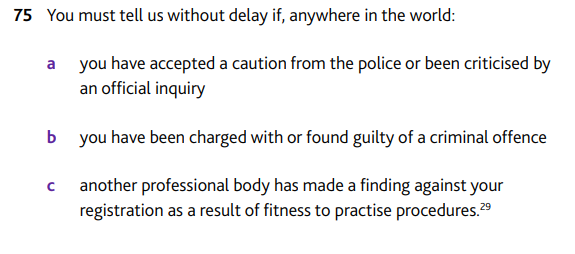 75 You must tell us without delay if, anywhere in the world:
a you have accepted a caution from the police or been criticised by
an official inquiry
b you have been charged with or found guilty of a criminal offence
c another professional body has made a finding against your
registration as a result of fitness to practise procedures.²⁹